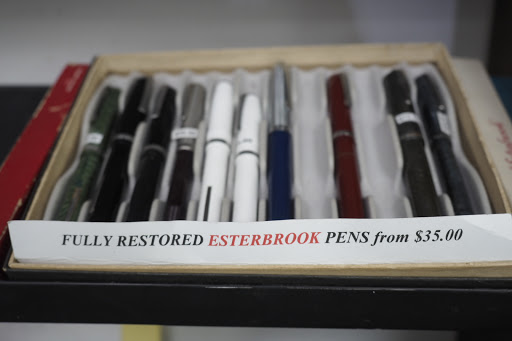 FULLY RESTORED ESTERBROOK PENS from $35.00